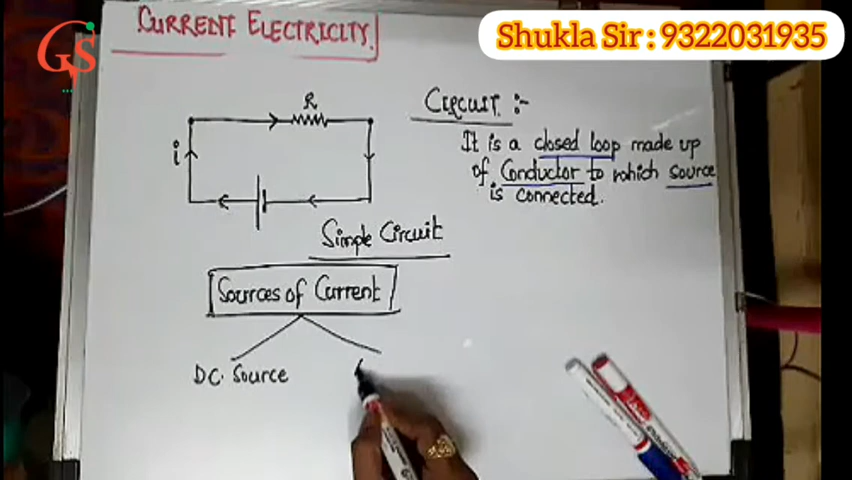 CURRENT ELECTRICITY.
Shukla Sir : 9322031935
GS
R
i
CIRCUIT :-
It is a closed loop made up
of Conductor to which source
is connected.
Simple Circuit
Sources of Current
DC. Source